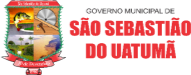 GOVERNO MUNICIPAL DE
SÃO SEBASTIÃO
DO UATUMÃ